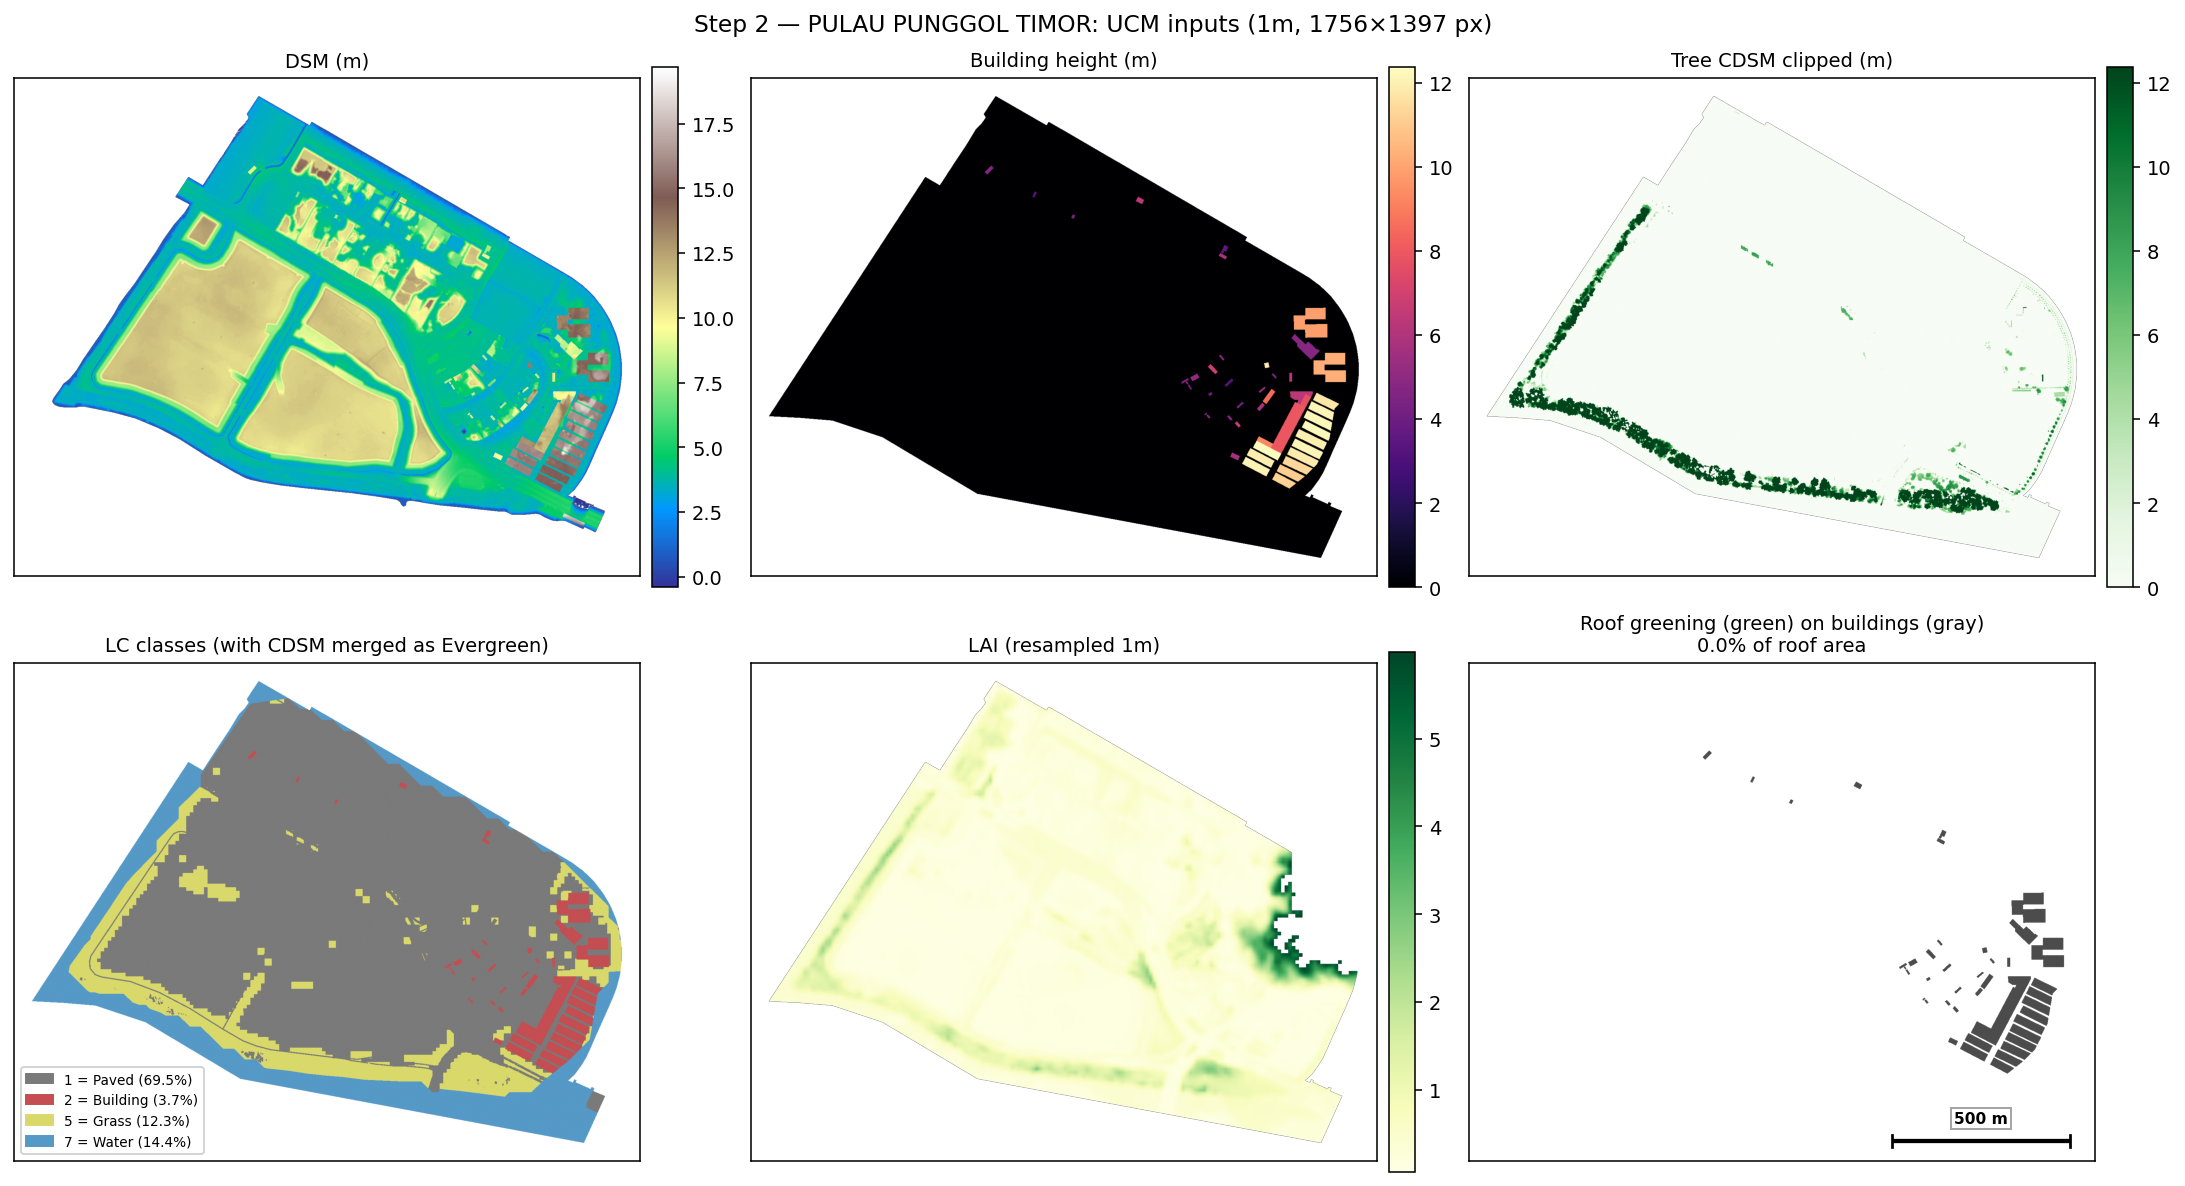 Step 2 — PULAU PUNGGOL TIMOR: UCM inputs (1m, 1756×1397 px)
DSM (m)
17.5
15.0
12.5
10.0
7.5
5.0
2.5
0.0
Building height (m)
12
10
8
6
4
2
0
Tree CDSM clipped (m)
12
10
8
6
4
2
0
LC classes (with CDSM merged as Evergreen)
1 = Paved (69.5%)
2 = Building (3.7%)
5 = Grass (12.3%)
7 = Water (14.4%)
LAI (resampled 1m)
5
4
3
2
1
Roof greening (green) on buildings (gray)
0.0% of roof area
500 m